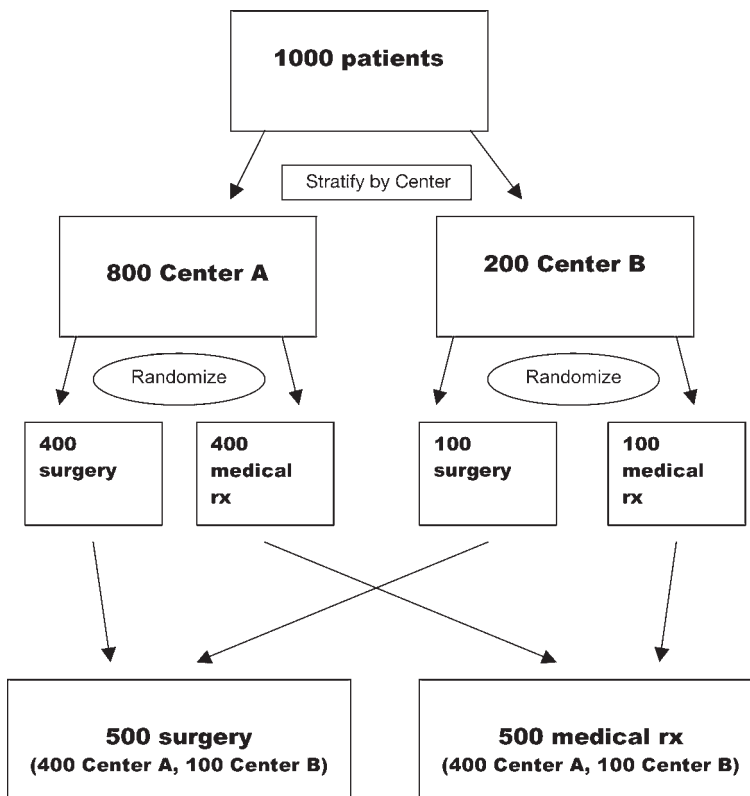 1000 patients
Stratify by Center
800 Center A
200 Center B
Randomize
Randomize
400
surgery
400
medical
rx
100
surgery
100
medical
rx
500 surgery
(400 Center A, 100 Center B)
500 medical rx
(400 Center A, 100 Center B)